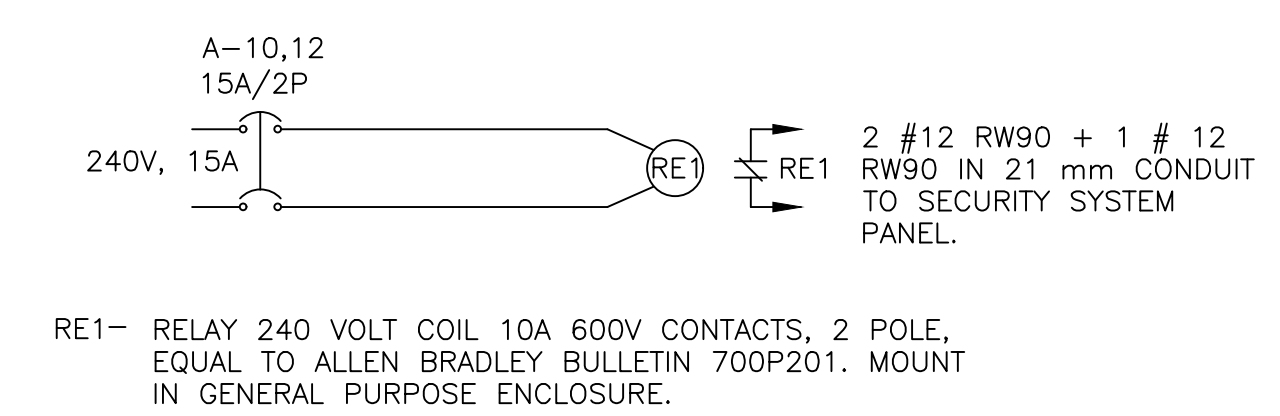 A-10,12
15A/2P
240V, 15A
RE1
RE1
2 #12 RW90 + 1 # 12
RW90 IN 21 mm CONDUIT
TO SECURITY SYSTEM
PANEL.
RE1- RELAY 240 VOLT COIL 10A 600V CONTACTS, 2 POLE,
EQUAL TO ALLEN BRADLEY BULLETIN 700P201. MOUNT
IN GENERAL PURPOSE ENCLOSURE.